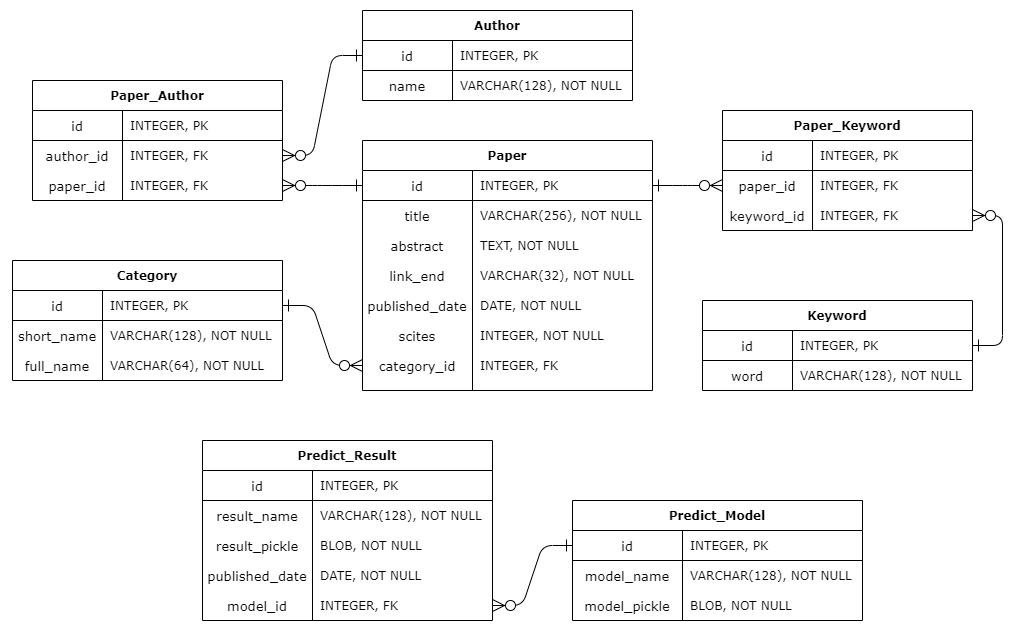 Author
id INTEGER, PK
name VARCHAR(128), NOT NULL
Paper_Author
id INTEGER, PK
author_id INTEGER, FK
paper_id INTEGER, FK
Paper
id INTEGER, PK
title VARCHAR(256), NOT NULL
abstract TEXT, NOT NULL
link_end VARCHAR(32), NOT NULL
published_date DATE, NOT NULL
scites INTEGER, NOT NULL
category_id INTEGER, FK
Paper_Keyword
id INTEGER, PK
paper_id INTEGER, FK
keyword_id INTEGER, FK
Category
id INTEGER, PK
short_name VARCHAR(128), NOT NULL
full_name VARCHAR(64), NOT NULL
Keyword
id INTEGER, PK
word VARCHAR(128), NOT NULL
Predict_Result
id INTEGER, PK
result_name VARCHAR(128), NOT NULL
result_pickle BLOB, NOT NULL
published_date DATE, NOT NULL
model_id INTEGER, FK
Predict_Model
id INTEGER, PK
model_name VARCHAR(128), NOT NULL
model_pickle BLOB, NOT NULL